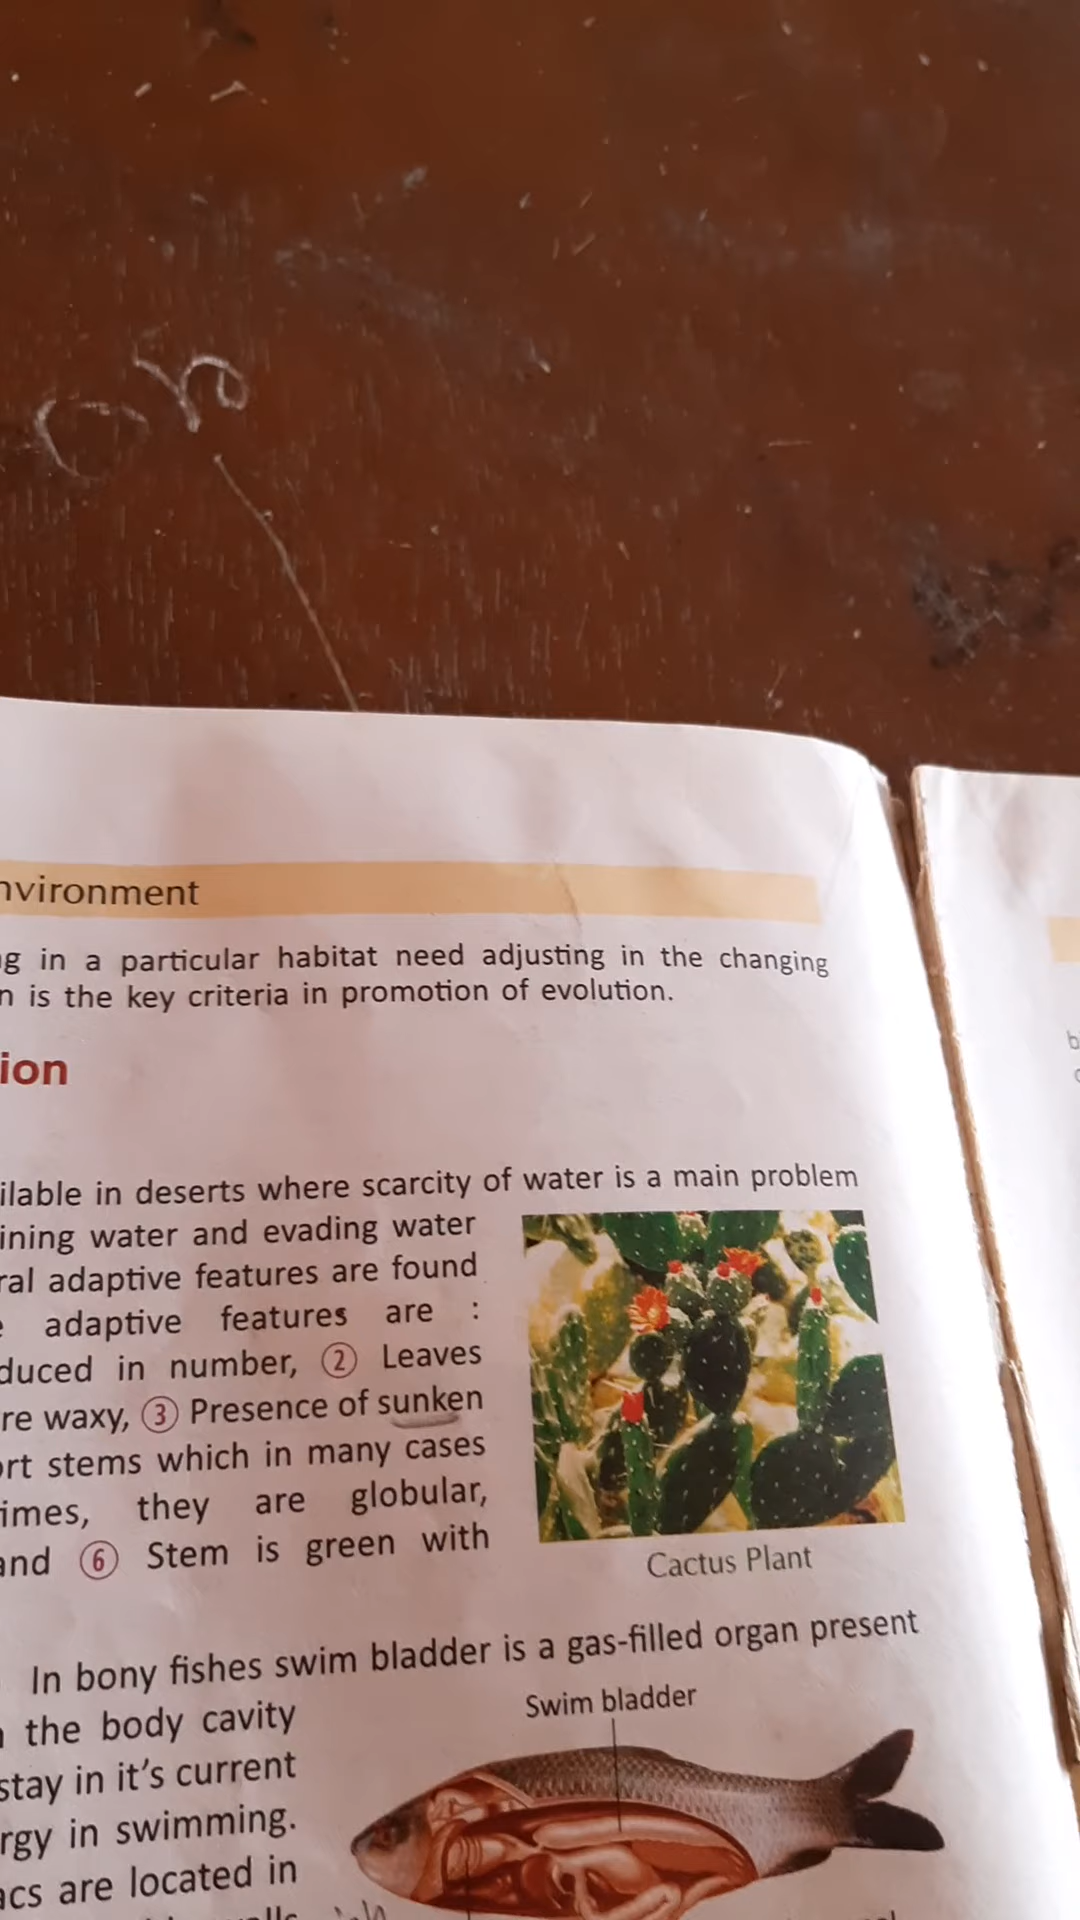 nvironment
g in a particular habitat need adjusting in the changing
n is the key criteria in promotion of evolution.
ion
ilable in deserts where scarcity of water is a main problem
ining water and evading water
ral adaptive features are found
adaptive features are :
duced in number, ② Leaves
re waxy, ③ Presence of sunken
ort stems which in many cases
imes, they are globular,
and ⑥ Stem is green with
Cactus Plant
In bony fishes swim bladder is a gas-filled organ present
Swim bladder
the body cavity
stay in it's current
rgy in swimming.
acs are located in